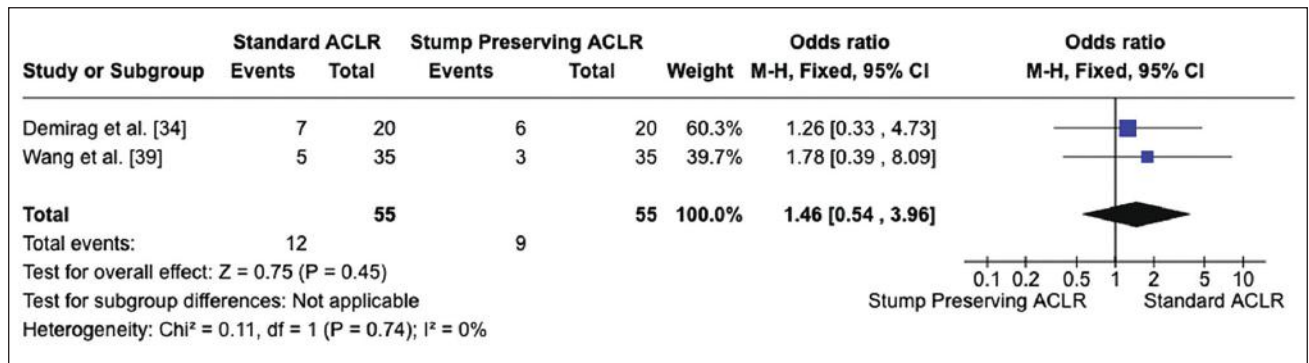 Standard ACLR Stump Preserving ACLR Odds ratio Odds ratio
Study or Subgroup Events Total Events Total Weight M-H, Fixed, 95% CI M-H, Fixed, 95% CI
Demirag et al. [34] 7 20 6 20 60.3% 1.26 [0.33 , 4.73]
Wang et al. [39] 5 35 3 35 39.7% 1.78 [0.39 , 8.09]
Total 55 55 100.0% 1.46 [0.54 , 3.96]
Total events: 12 9
Test for overall effect: Z = 0.75 (P = 0.45)
0.1 0.2 0.5 1 2 5 10
Test for subgroup differences: Not applicable
Stump Preserving ACLR Standard ACLR
Heterogeneity: Chi² = 0.11, df = 1 (P = 0.74); I² = 0%